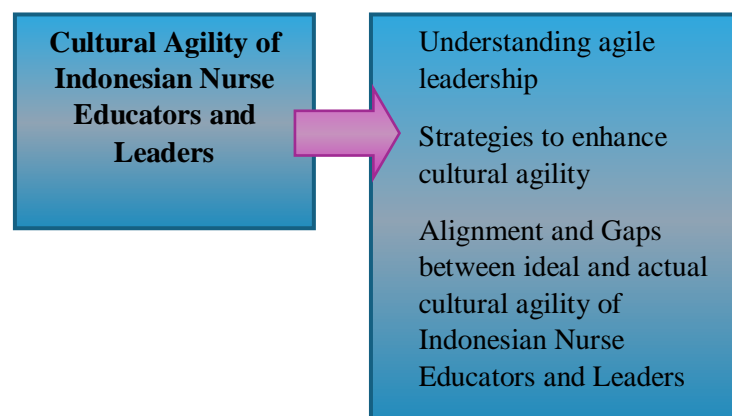 Cultural Agility of
Indonesian Nurse
Educators and
Leaders
Understanding agile
leadership
Strategies to enhance
cultural agility
Alignment and Gaps
between ideal and actual
cultural agility of
Indonesian Nurse
Educators and Leaders